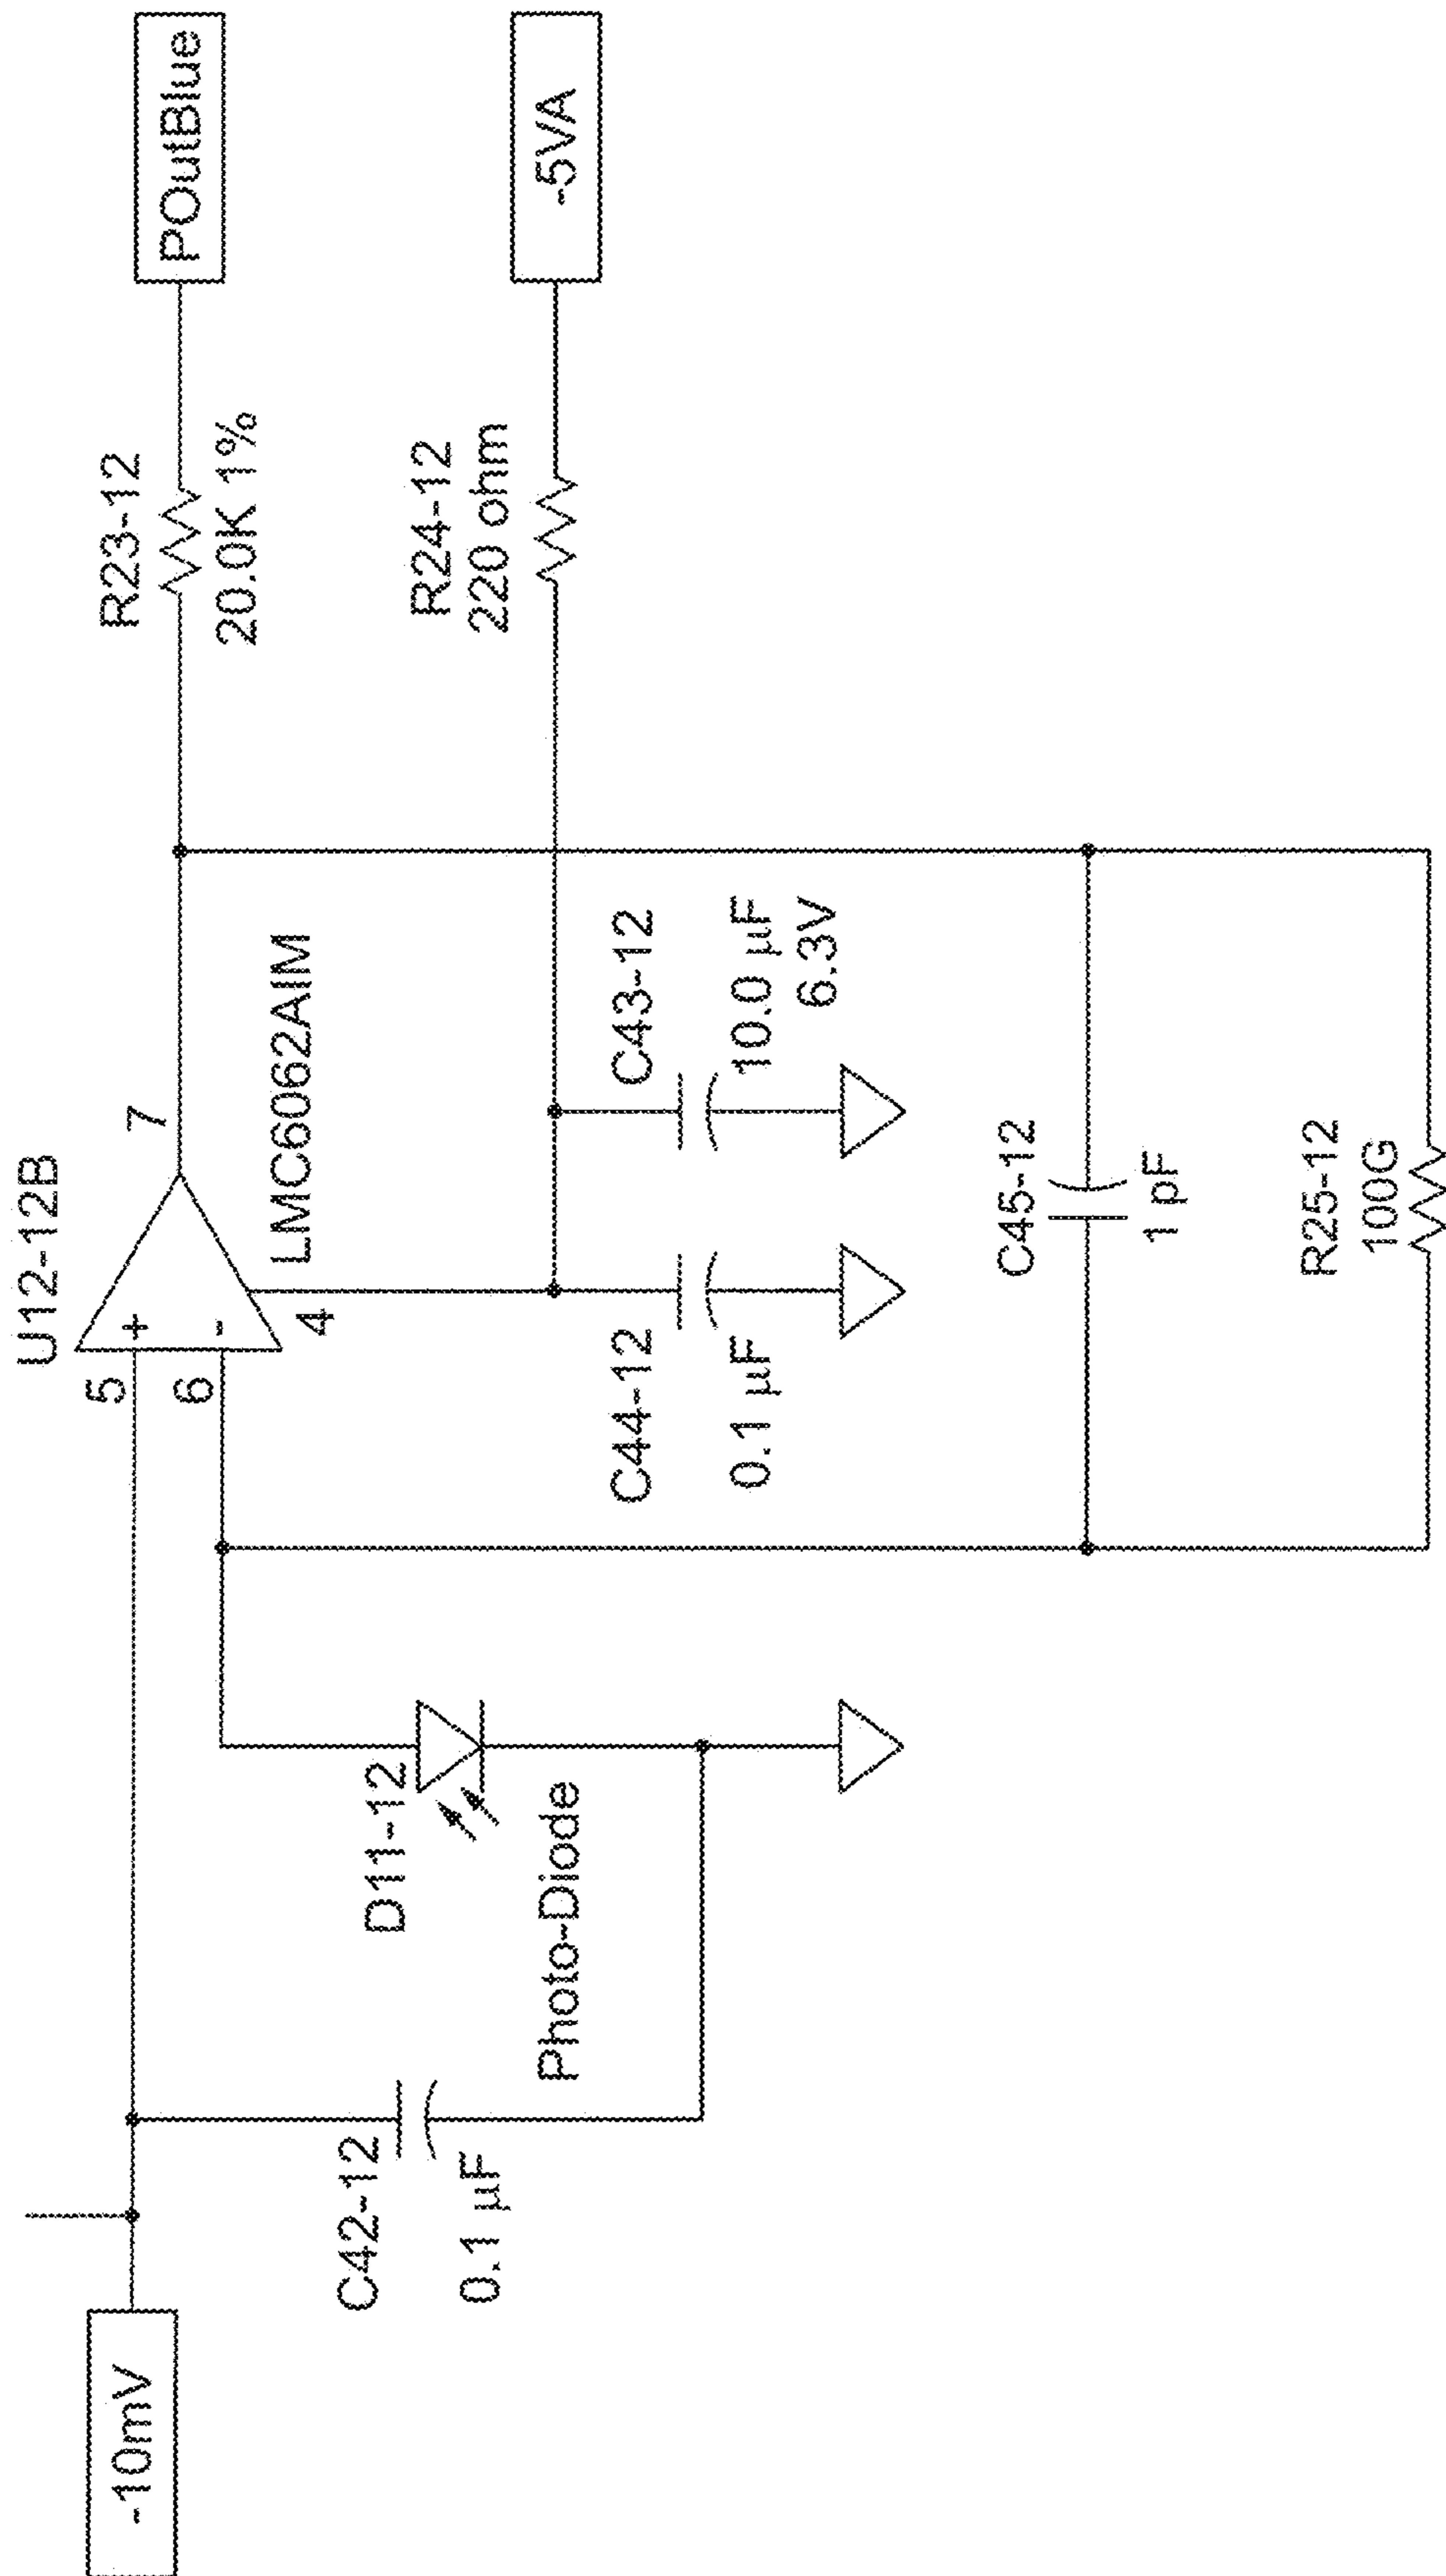 U12-12B
5
6
+
-
7
4
LMC6062AIM
R23-12
20.0K 1%
POutBlue
R24-12
220 ohm
-5VA
-10mV
C42-12
0.1 µF
D11-12
Photo-Diode
C44-12
0.1 µF
C43-12
10.0 µF
6.3V
C45-12
1 pF
R25-12
100G